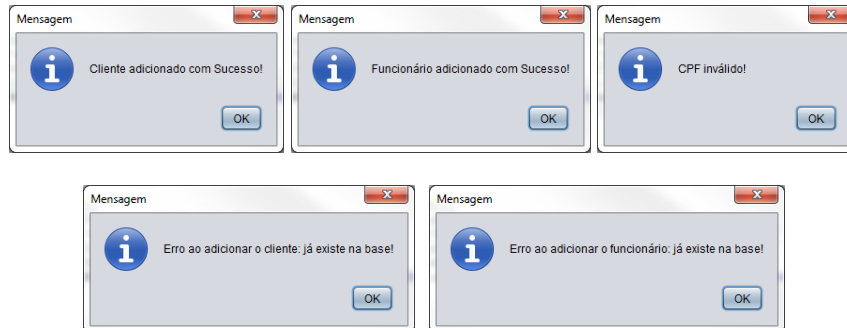 Mensagem
Cliente adicionado com Sucesso!
OK
Mensagem
Funcionário adicionado com Sucesso!
OK
Mensagem
CPF inválido!
OK
Mensagem
Erro ao adicionar o cliente: já existe na base!
OK
Mensagem
Erro ao adicionar o funcionário: já existe na base!
OK